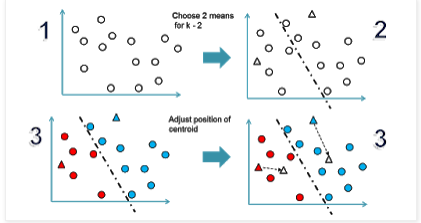 1
Choose 2 means
for k - 2
2
3
Adjust position of
centroid
3